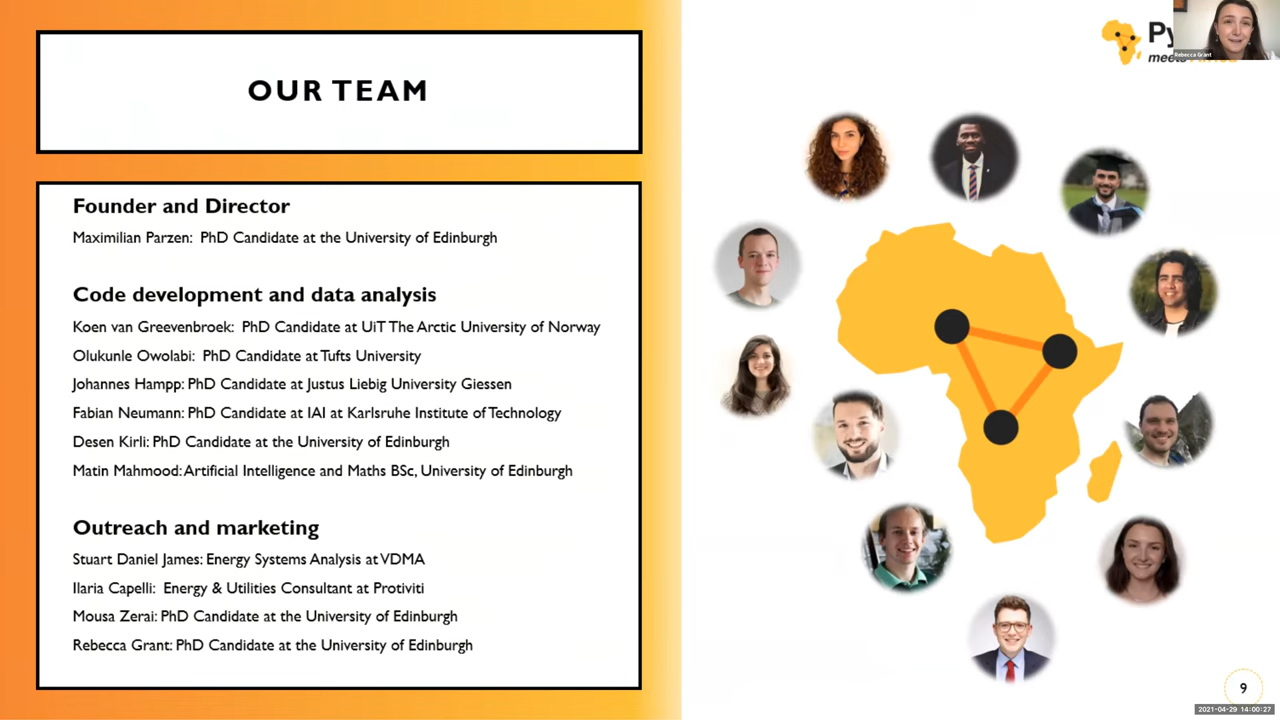 OUR TEAM
Founder and Director
Maximilian Parzen: PhD Candidate at the University of Edinburgh
Code development and data analysis
Koen van Greevenbroek: PhD Candidate at UiT The Arctic University of Norway
Olukunle Owolabi: PhD Candidate at Tufts University
Johannes Hampp: PhD Candidate at Justus Liebig University Giessen
Fabian Neumann: PhD Candidate at IAI at Karlsruhe Institute of Technology
Desen Kirli: PhD Candidate at the University of Edinburgh
Matin Mahmood: Artificial Intelligence and Maths BSc, University of Edinburgh
Outreach and marketing
Stuart Daniel James: Energy Systems Analysis at VDMA
Ilaria Capelli: Energy & Utilities Consultant at Protiviti
Mousa Zerai: PhD Candidate at the University of Edinburgh
Rebecca Grant: PhD Candidate at the University of Edinburgh
Rebecca Grant
9
2021-04-29 14:00:27